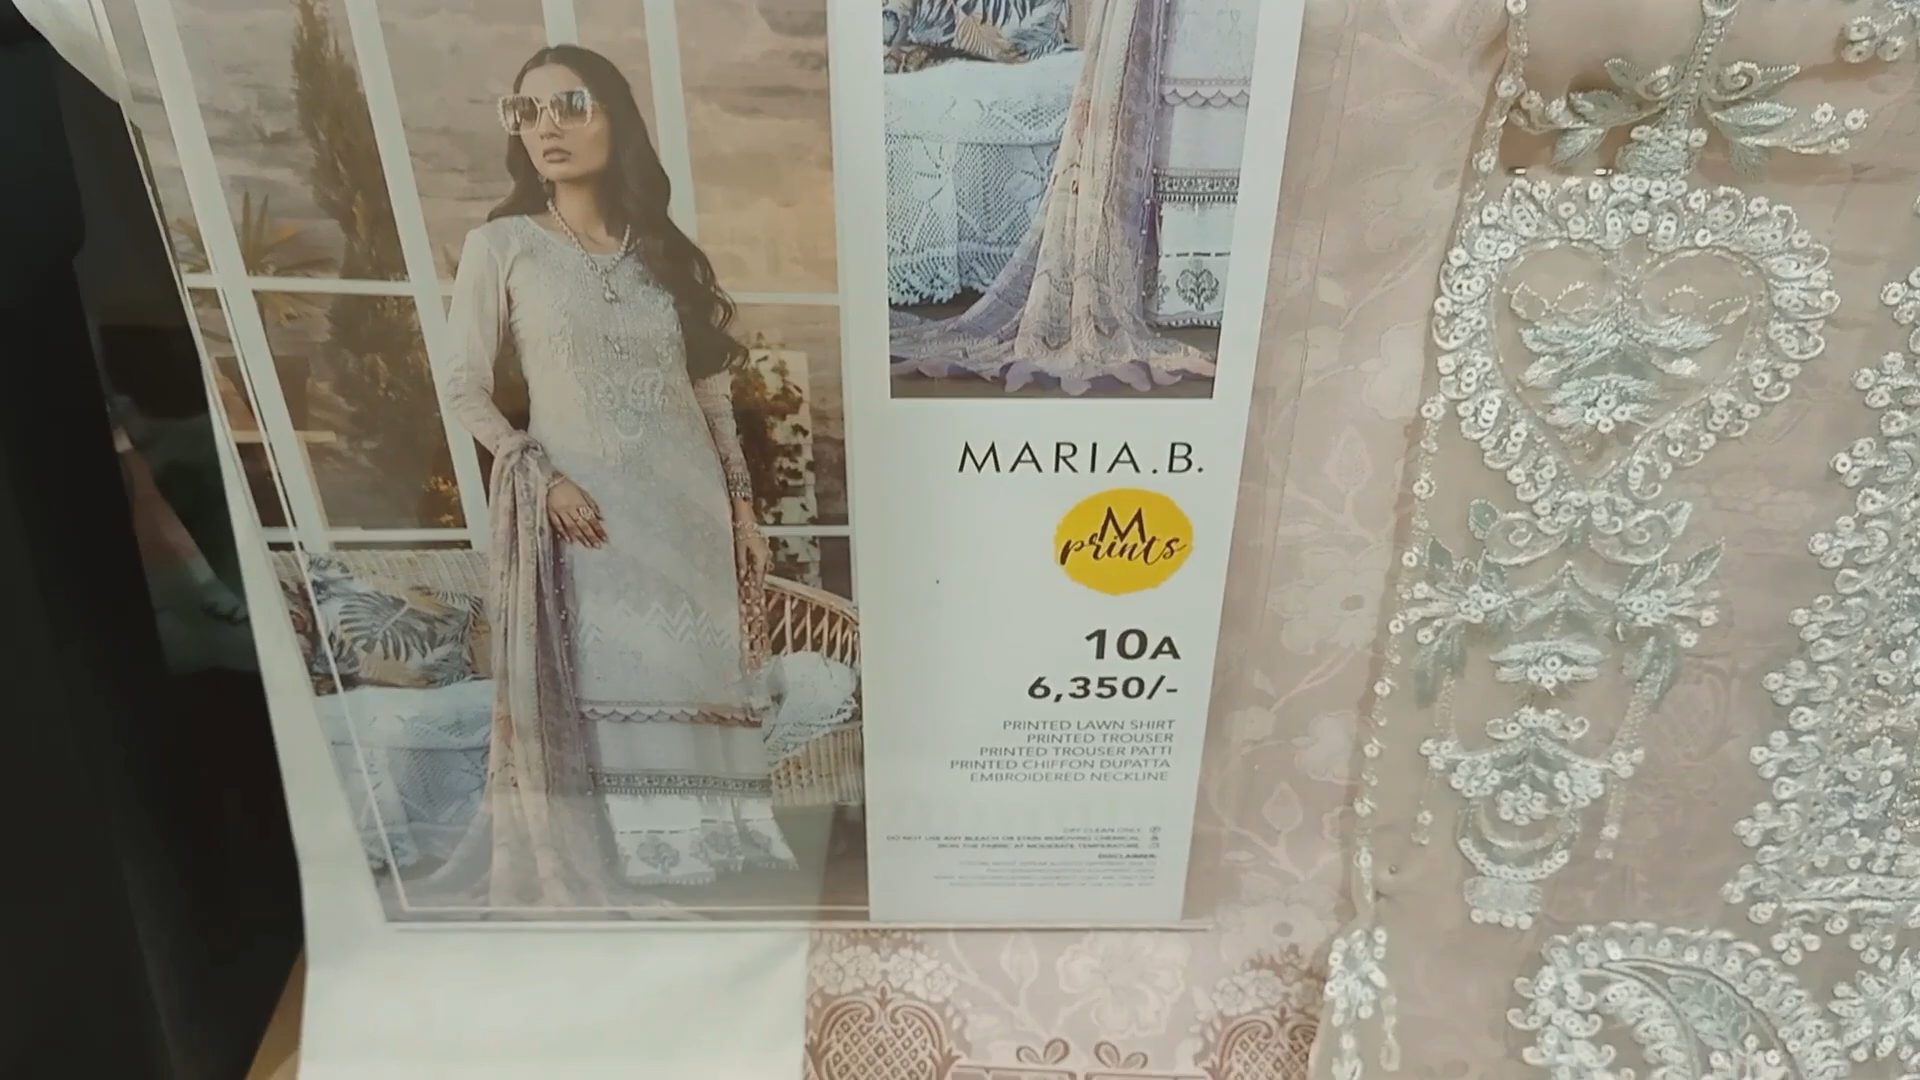 MARIA.B.
M
prints
10A
6,350/-
PRINTED LAWN SHIRT
PRINTED TROUSER
PRINTED TROUSER PATTI
PRINTED CHIFFON DUPATTA
EMBROIDERED NECKLINE
DRY CLEAN ONLY
DO NOT USE ANY BLEACH OR STAIN REMOVING CHEMICAL
IRON THE FABRIC AT MODERATE TEMPERATURE
DISCLAIMER: